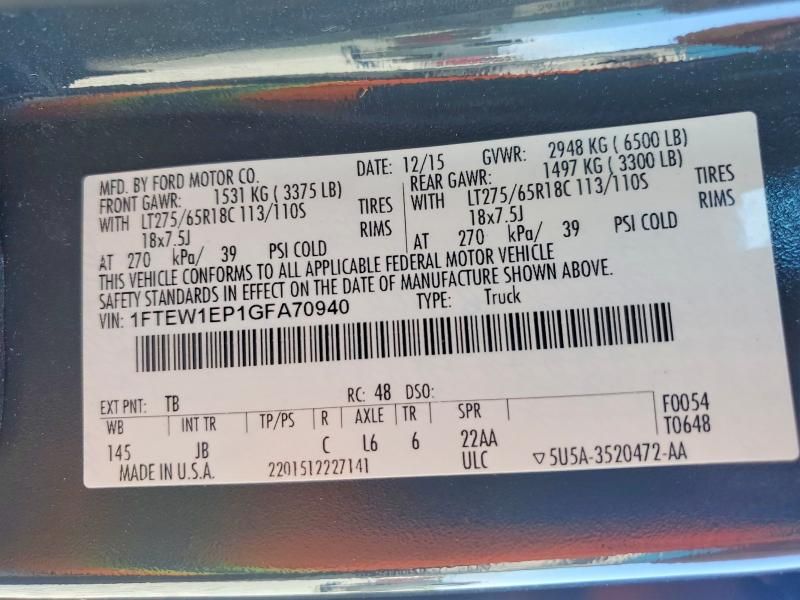 MFD. BY FORD MOTOR CO. DATE: 12/15 GVWR: 2948 KG ( 6500 LB)
FRONT GAWR: 1531 KG ( 3375 LB) REAR GAWR: 1497 KG ( 3300 LB)
WITH LT275/65R18C 113/110S TIRES WITH LT275/65R18C 113/110S TIRES
18x7.5J RIMS 18x7.5J RIMS
AT 270 kPa/ 39 PSI COLD AT 270 kPa/ 39 PSI COLD
THIS VEHICLE CONFORMS TO ALL APPLICABLE FEDERAL MOTOR VEHICLE
SAFETY STANDARDS IN EFFECT ON THE DATE OF MANUFACTURE SHOWN ABOVE.
VIN: 1FTEW1EP1GFA70940 TYPE: Truck
EXT PNT: TB RC: 48 DSO:
WB INT TR TP/PS R AXLE TR SPR F0054
145 JB C L6 6 22AA T0648
MADE IN U.S.A. 2201512227141 ULC ▽5U5A-3520472-AA